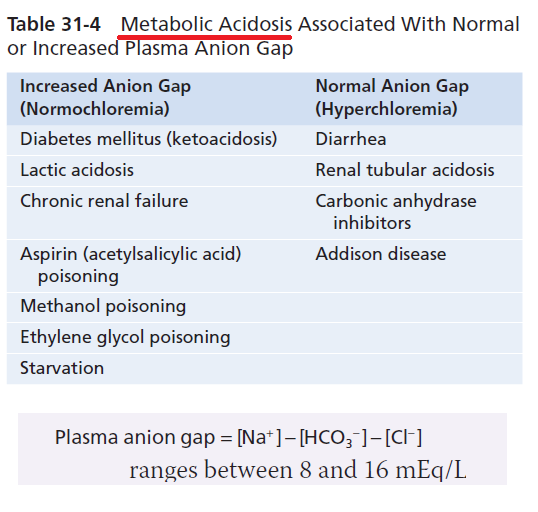 Table 31-4 Metabolic Acidosis Associated With Normal
or Increased Plasma Anion Gap
Increased Anion Gap
(Normochloremia)
Normal Anion Gap
(Hyperchloremia)
Diabetes mellitus (ketoacidosis) Diarrhea
Lactic acidosis Renal tubular acidosis
Chronic renal failure Carbonic anhydrase
inhibitors
Aspirin (acetylsalicylic acid) Addison disease
poisoning
Methanol poisoning
Ethylene glycol poisoning
Starvation
Plasma anion gap = [Na⁺] – [HCO₃⁻] – [Cl⁻]
ranges between 8 and 16 mEq/L